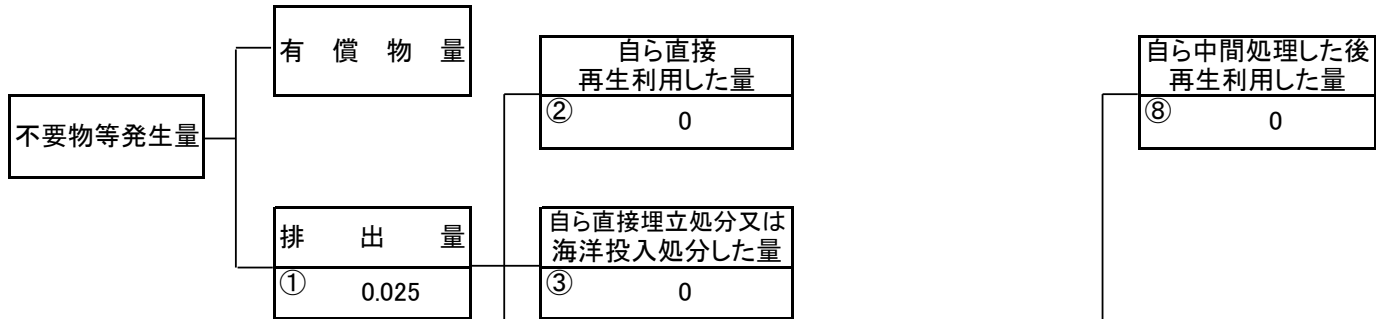 有 償 物 量
自ら直接
再生利用した量
② 0
自ら中間処理した後
再生利用した量
⑧ 0
不要物等発生量
排 出 量
① 0.025
自ら直接埋立処分又は
海洋投入処分した量
③ 0